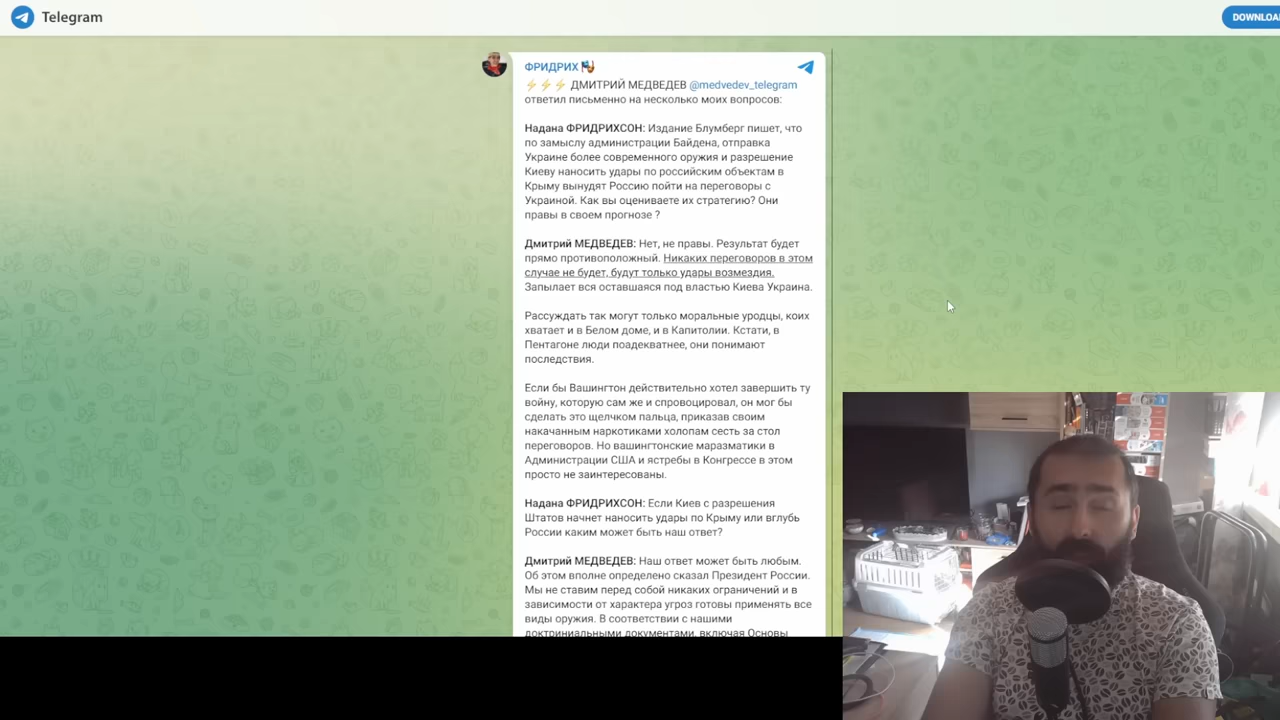 Telegram
DOWNLOA
ФРИДРИХ
⚡⚡⚡ ДМИТРИЙ МЕДВЕДЕВ @medvedev_telegram
ответил письменно на несколько моих вопросов:
Надана ФРИДРИХСОН: Издание Блумберг пишет, что
по замыслу администрации Байдена, отправка
Украине более современного оружия и разрешение
Киеву наносить удары по российским объектам в
Крыму вынудят Россию пойти на переговоры с
Украиной. Как вы оцениваете их стратегию? Они
правы в своем прогнозе ?
Дмитрий МЕДВЕДЕВ: Нет, не правы. Результат будет
прямо противоположный. Никаких переговоров в этом
случае не будет, будут только удары возмездия.
Запылает вся оставшаяся под властью Киева Украина.
Рассуждать так могут только моральные уродцы, коих
хватает и в Белом доме, и в Капитолии. Кстати, в
Пентагоне люди поадекватнее, они понимают
последствия.
Если бы Вашингтон действительно хотел завершить ту
войну, которую сам же и спровоцировал, он мог бы
сделать это щелчком пальца, приказав своим
накачанным наркотиками холопам сесть за стол
переговоров. Но вашингтонские маразматики в
Администрации США и ястребы в Конгрессе в этом
просто не заинтересованы.
Надана ФРИДРИХСОН: Если Киев с разрешения
Штатов начнет наносить удары по Крыму или вглубь
России каким может быть наш ответ?
Дмитрий МЕДВЕДЕВ: Наш ответ может быть любым.
Об этом вполне определено сказал Президент России.
Мы не ставим перед собой никаких ограничений и в
зависимости от характера угроз готовы применять все
виды оружия. В соответствии с нашими
доктриниальными документами, включая Основы